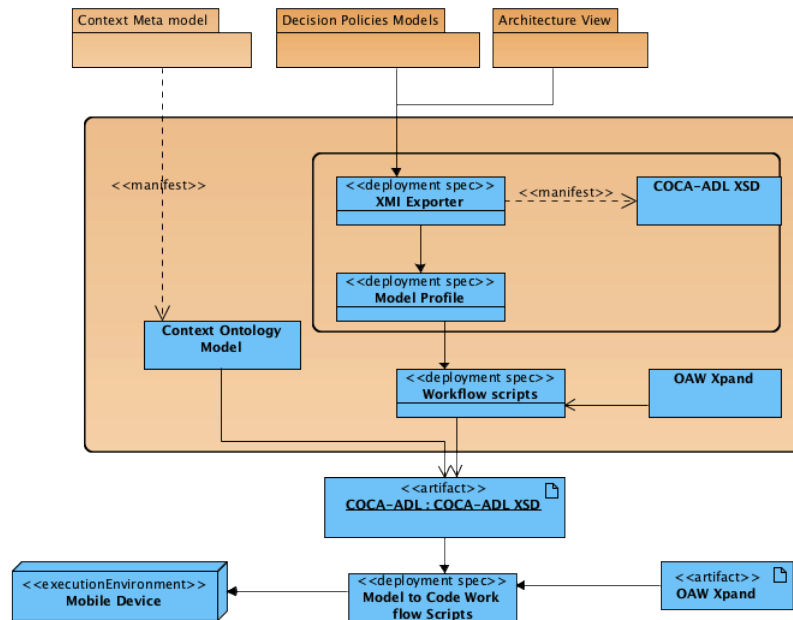 Context Meta model
Decision Policies Models
Architecture View
<<manifest>>
<<deployment spec>>
XMI Exporter
<<manifest>>
COCA-ADL XSD
<<deployment spec>>
Model Profile
Context Ontology
Model
<<deployment spec>>
Workflow scripts
OAW Xpand
<<artifact>>
COCA-ADL : COCA-ADL XSD
<<executionEnvironment>>
Mobile Device
<<deployment spec>>
Model to Code Work
flow Scripts
<<artifact>>
OAW Xpand